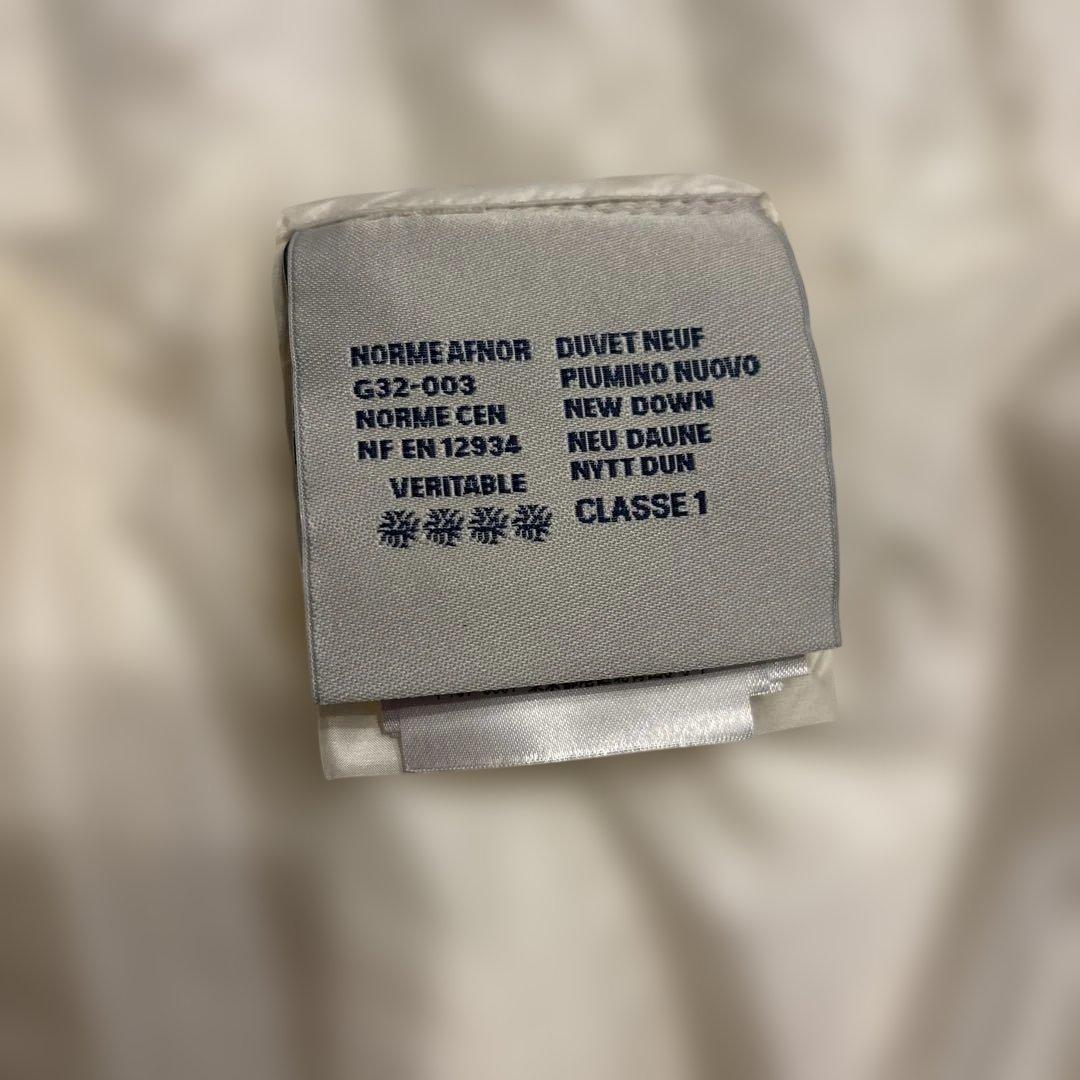 NORME AFNOR
G32-003
NORME CEN
NF EN 12934
VERITABLE
DUVET NEUF
PIUMINO NUOVO
NEW DOWN
NEU DAUNE
NYTT DUN
CLASSE 1